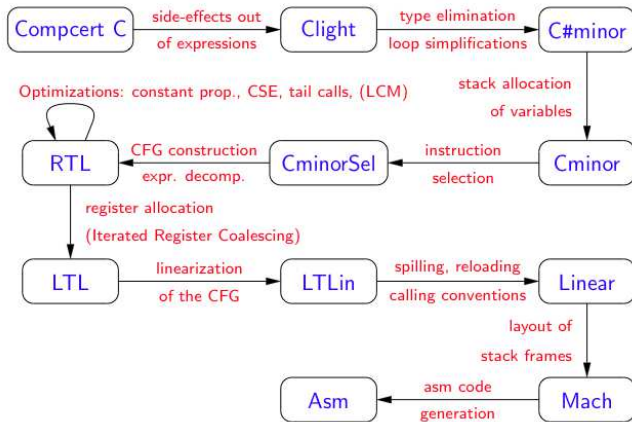 Compcert C
side-effects out
of expressions
Clight
type elimination
loop simplifications
C#minor
Optimizations: constant prop., CSE, tail calls, (LCM)
stack allocation
of variables
RTL
CFG construction
expr. decomp.
CminorSel
instruction
selection
Cminor
register allocation
(Iterated Register Coalescing)
LTL
linearization
of the CFG
LTLin
spilling, reloading
calling conventions
Linear
layout of
stack frames
Asm
asm code
generation
Mach